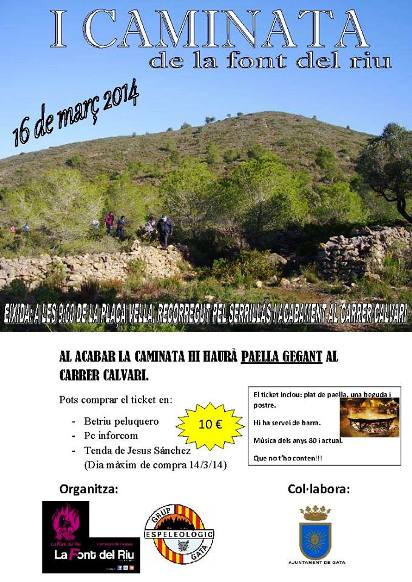 I CAMINATA
de la font del riu
16 de març 2014
EIXIDA: A LES 9:00 DE LA PLAÇA VELLA, RECORREGUT PEL SERRILLÀS I ACABAMENT AL CARRER CALVARI
AL ACABAR LA CAMINATA HI HAURÀ PAELLA GEGANT AL
CARRER CALVARI.
Pots comprar el ticket en:
- Betriu peluquero
- Pc inforcom
- Tenda de Jesus Sánchez
(Dia màxim de compra 14/3/14)
10 €
El ticket inclou: plat de paella, una beguda i
postre.
Hi ha servei de barra.
Música dels anys 80 i actual.
Que no t'ho conten!!!
Organitza:
Col·labora:
La Font del Riu
GRUP
ESPELEOLOGIC
GATA
AJUNTAMENT DE GATA